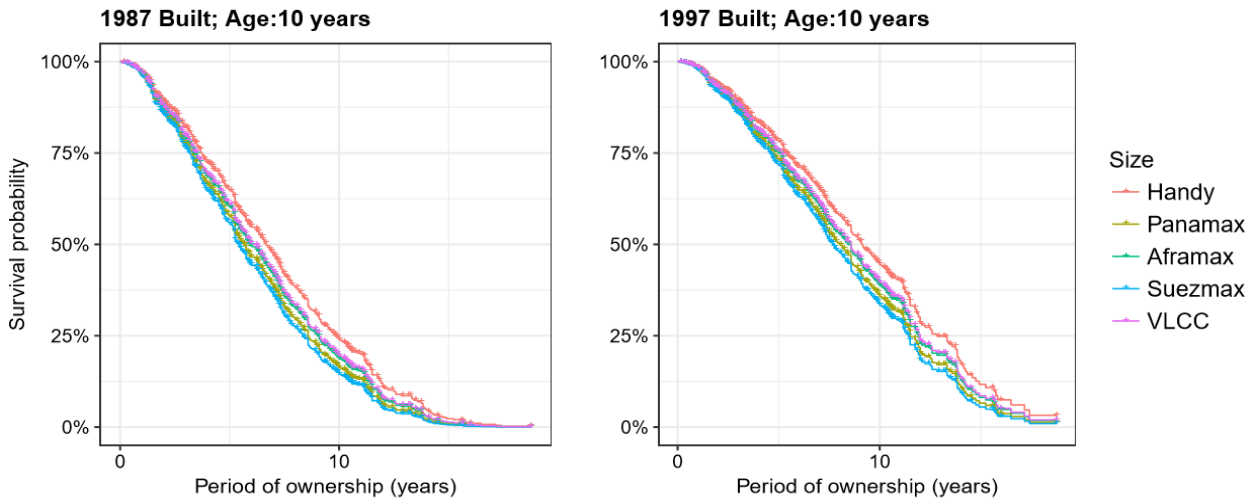 1987 Built; Age:10 years
100%
75%
50%
25%
0%
Survival probability
0
10
Period of ownership (years)
1997 Built; Age:10 years
100%
75%
50%
25%
0%
0
10
Period of ownership (years)
Size
Handy
Panamax
Aframax
Suezmax
VLCC